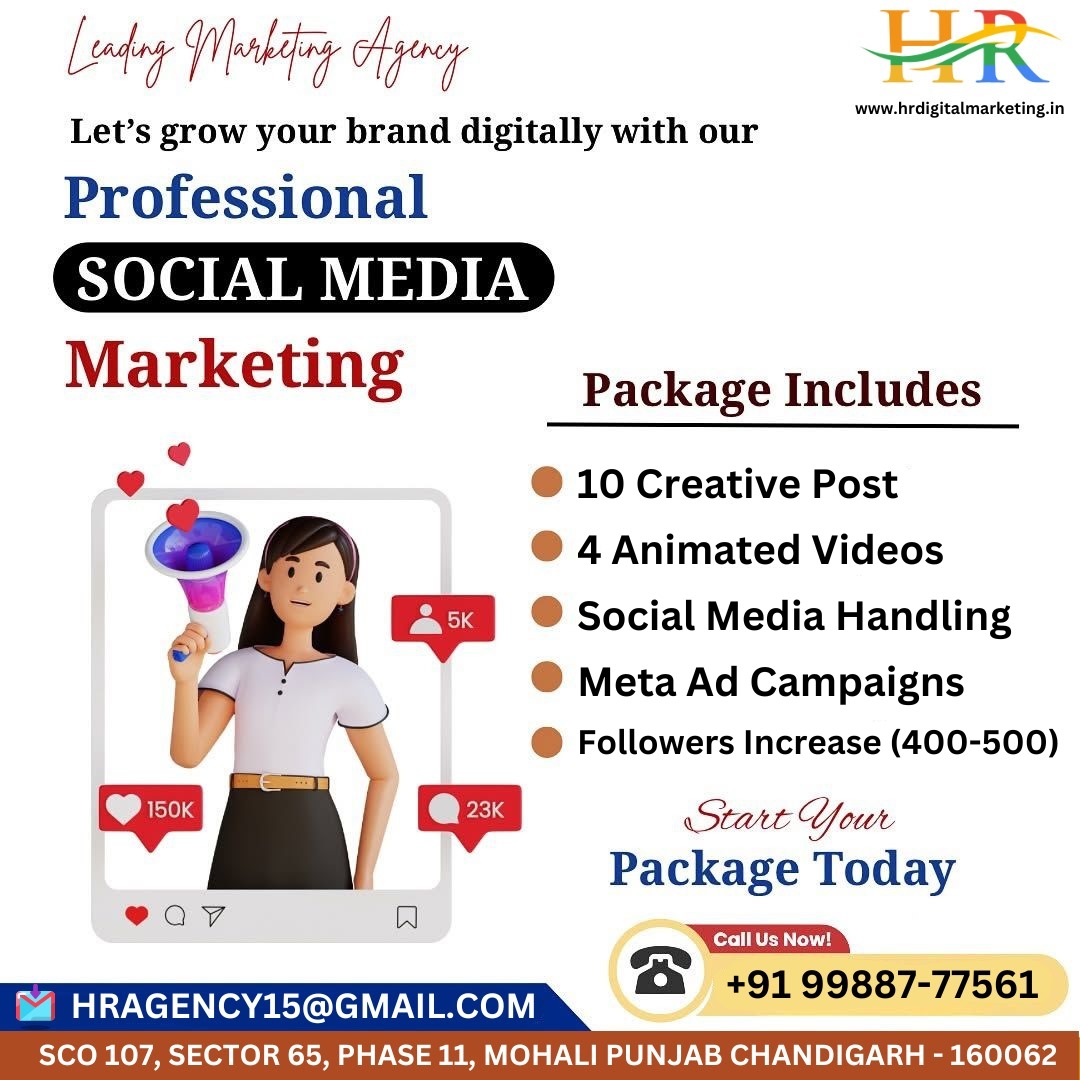 Leading Marketing Agency
HR
www.hrdigitalmarketing.in
Let's grow your brand digitally with our
Professional
SOCIAL MEDIA
Marketing
Package Includes
10 Creative Post
4 Animated Videos
Social Media Handling
Meta Ad Campaigns
Followers Increase (400-500)
5K
150K
23K
Start Your
Package Today
Call Us Now!
+91 99887-77561
HRAGENCY15@GMAIL.COM
SCO 107, SECTOR 65, PHASE 11, MOHALI PUNJAB CHANDIGARH - 160062